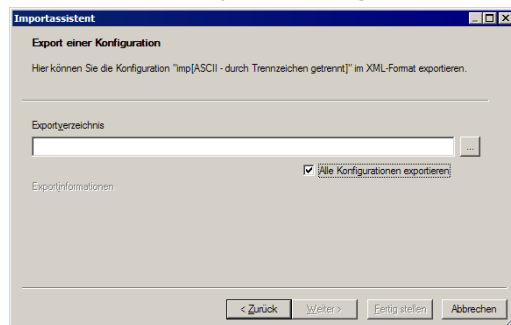 Importassistent
Export einer Konfiguration
Hier können Sie die Konfiguration "imp[ASCII - durch Trennzeichen getrennt]" im XML-Format exportieren.
Exportverzeichnis
...
Alle Konfigurationen exportieren
Exportinformationen
< Zurück Weiter > Fertig stellen Abbrechen